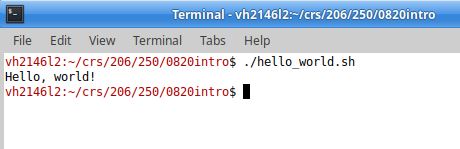 Terminal - vh2146l2:~/crs/206/250/0820intro
File Edit View Terminal Tabs Help
vh2146l2:~/crs/206/250/0820intro$ ./hello_world.sh
Hello, world!
vh2146l2:~/crs/206/250/0820intro$